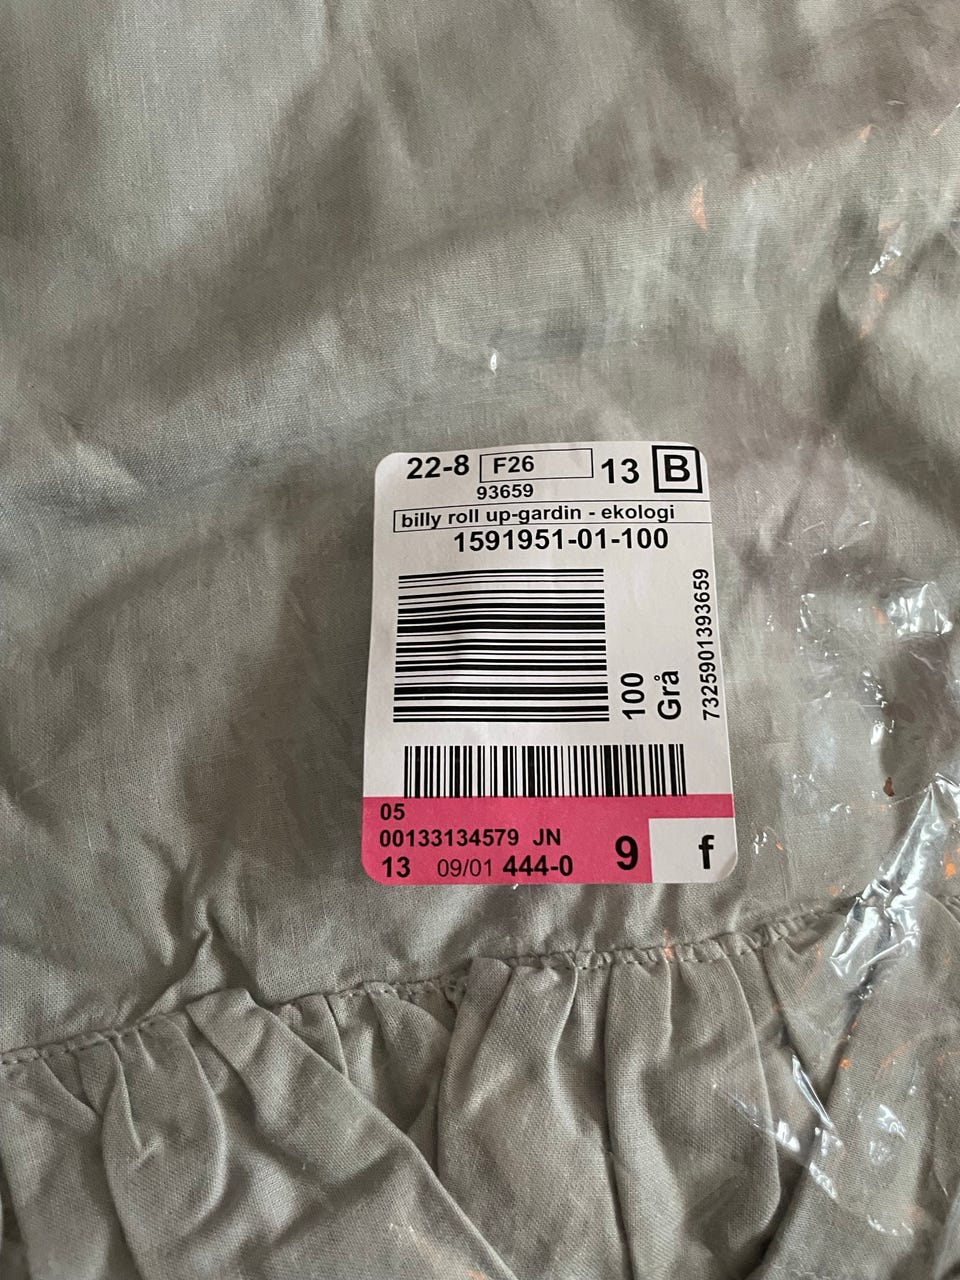 22-8 F26 13 B
93659
billy roll up-gardin - ekologi
1591951-01-100
100
Grå
7325901393659
05
00133134579 JN
13 09/01 444-0 9 f